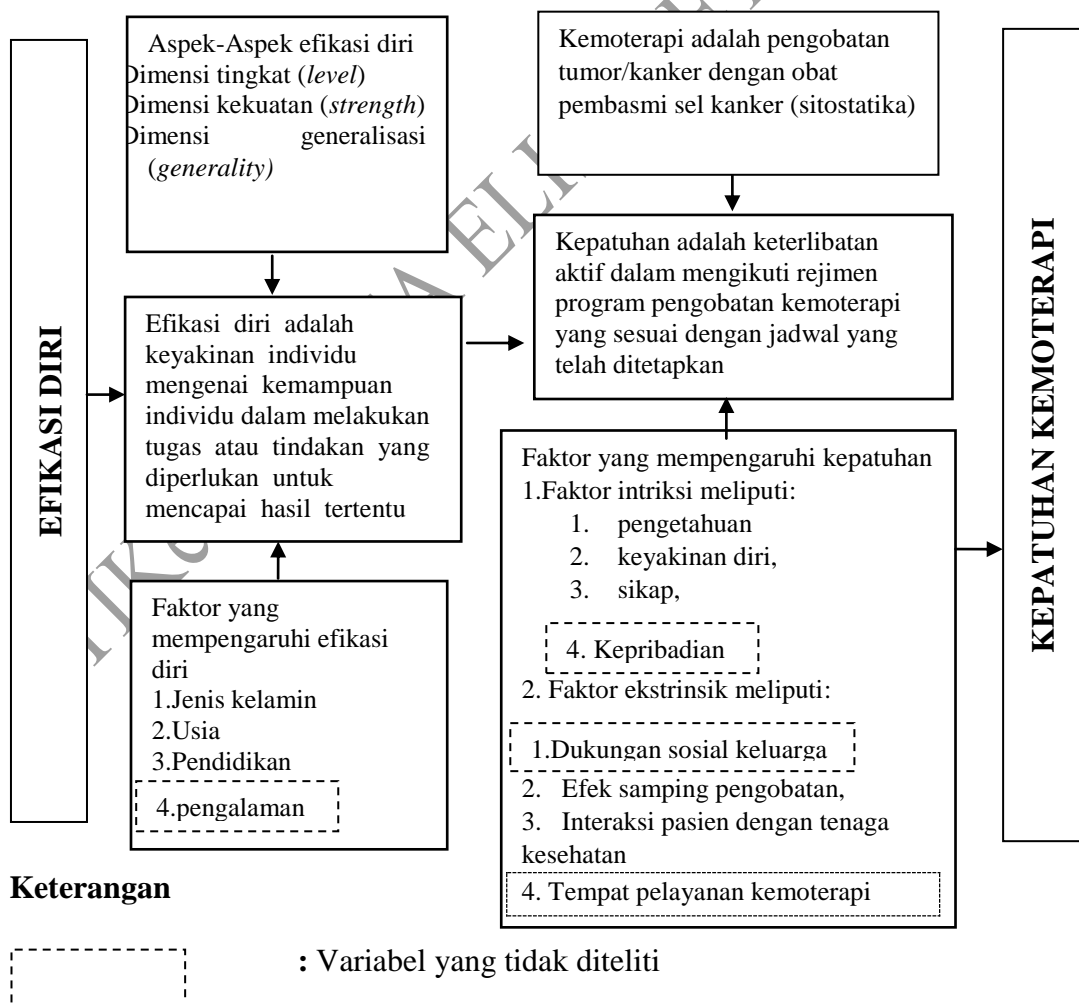 EFIKASI DIRI
Aspek-Aspek efikasi diri
Dimensi tingkat (level)
Dimensi kekuatan (strength)
Dimensi generalisasi
(generality)
Efikasi diri adalah
keyakinan individu
mengenai kemampuan
individu dalam melakukan
tugas atau tindakan yang
diperlukan untuk
mencapai hasil tertentu
Faktor yang
mempengaruhi efikasi
diri
1.Jenis kelamin
2.Usia
3.Pendidikan
4.pengalaman
Kemoterapi adalah pengobatan
tumor/kanker dengan obat
pembasmi sel kanker (sitostatika)
Kepatuhan adalah keterlibatan
aktif dalam mengikuti rejimen
program pengobatan kemoterapi
yang sesuai dengan jadwal yang
telah ditetapkan
Faktor yang mempengaruhi kepatuhan
1.Faktor intriksi meliputi:
1. pengetahuan
2. keyakinan diri,
3. sikap,
4. Kepribadian
2. Faktor ekstrinsik meliputi:
1.Dukungan sosial keluarga
2. Efek samping pengobatan,
3. Interaksi pasien dengan tenaga
kesehatan
4. Tempat pelayanan kemoterapi
KEPATUHAN KEMOTERAPI
Keterangan
: Variabel yang tidak diteliti